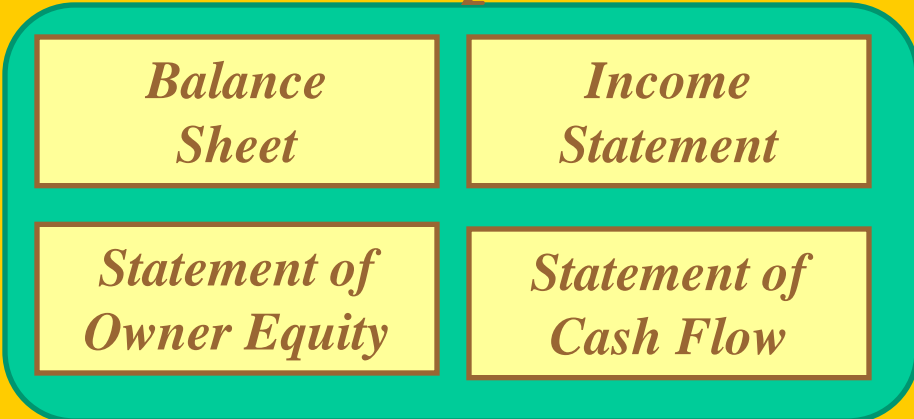 Balance
Sheet
Income
Statement
Statement of
Owner Equity
Statement of
Cash Flow